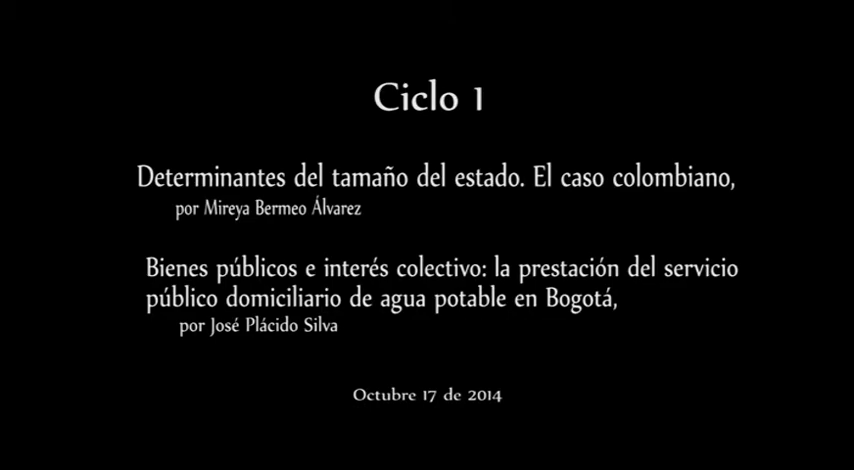 Ciclo 1
Determinantes del tamaño del estado. El caso colombiano,
por Mireya Bermeo Álvarez
Bienes públicos e interés colectivo: la prestación del servicio
público domiciliario de agua potable en Bogotá,
por José Plácido Silva
Octubre 17 de 2014